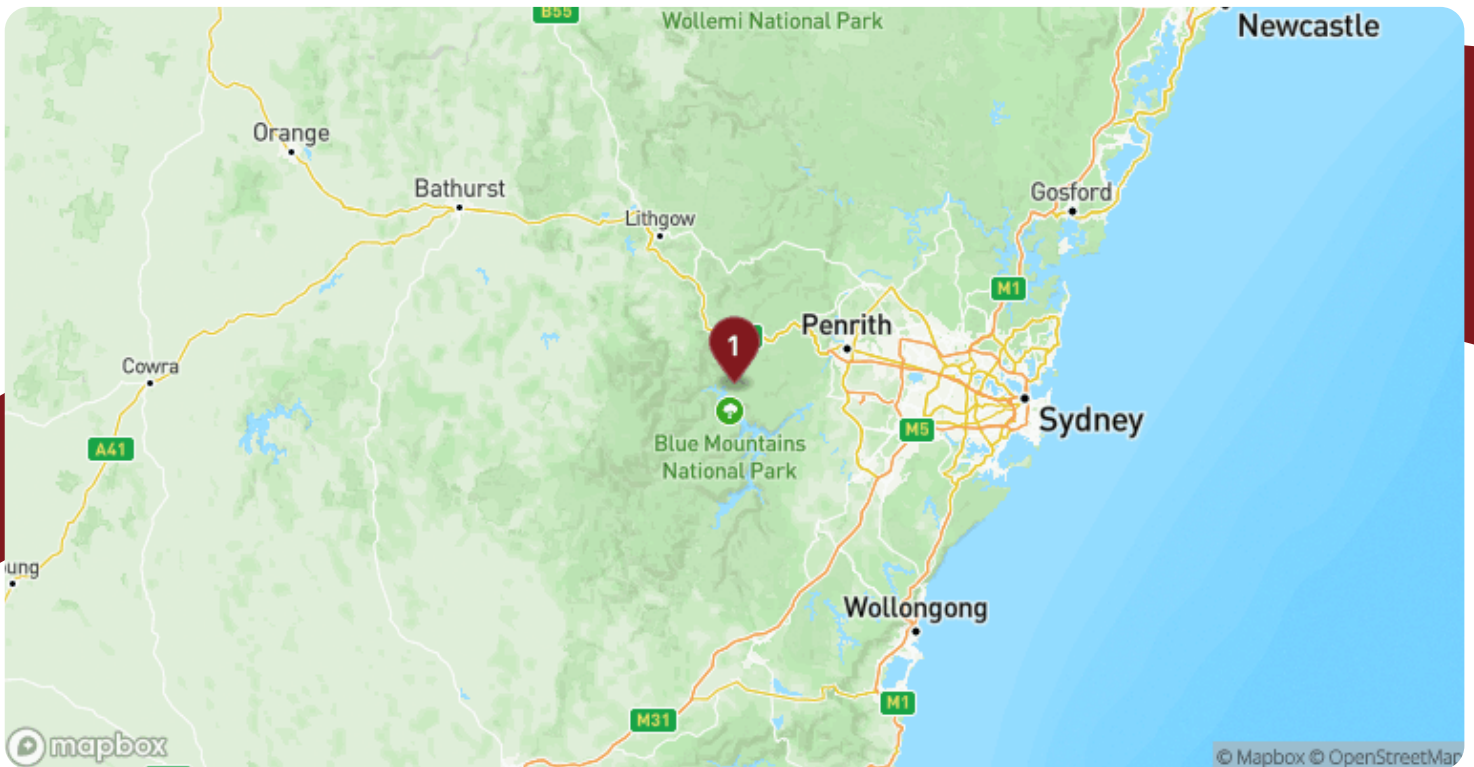 B55
Wollemi National Park
Newcastle
Orange
Bathurst
Gosford
Lithgow
M1
Penrith
1
Cowra
Sydney
M5
A41
Blue Mountains
National Park
ung
Wollongong
M1
M31
mapbox
© Mapbox © OpenStreetMap